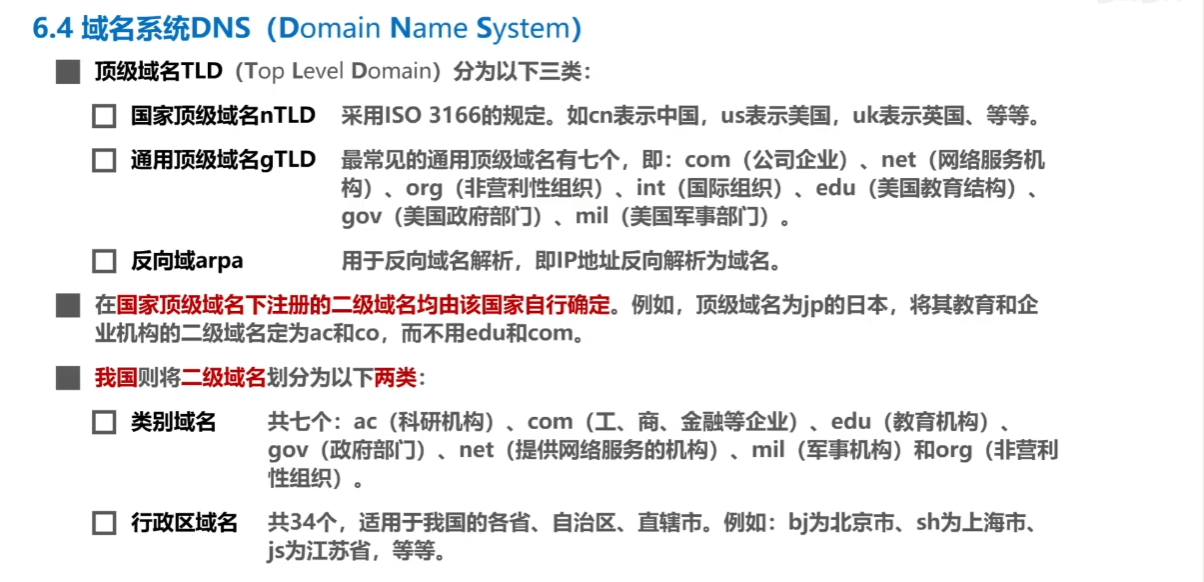 6.4 域名系统DNS（Domain Name System）
顶级域名TLD（Top Level Domain）分为以下三类：
国家顶级域名nTLD 采用ISO 3166的规定。如cn表示中国，us表示美国，uk表示英国、等等。
通用顶级域名gTLD 最常见的通用顶级域名有七个，即：com（公司企业）、net（网络服务机
构）、org（非营利性组织）、int（国际组织）、edu（美国教育结构）、
gov（美国政府部门）、mil（美国军事部门）。
反向域arpa 用于反向域名解析，即IP地址反向解析为域名。
在国家顶级域名下注册的二级域名均由该国家自行确定。例如，顶级域名为jp的日本，将其教育和企
业机构的二级域名定为ac和co，而不用edu和com。
我国则将二级域名划分为以下两类：
类别域名 共七个：ac（科研机构）、com（工、商、金融等企业）、edu（教育机构）、
gov（政府部门）、net（提供网络服务的机构）、mil（军事机构）和org（非营利
性组织）。
行政区域名 共34个，适用于我国的各省、自治区、直辖市。例如：bj为北京市、sh为上海市、
js为江苏省，等等。